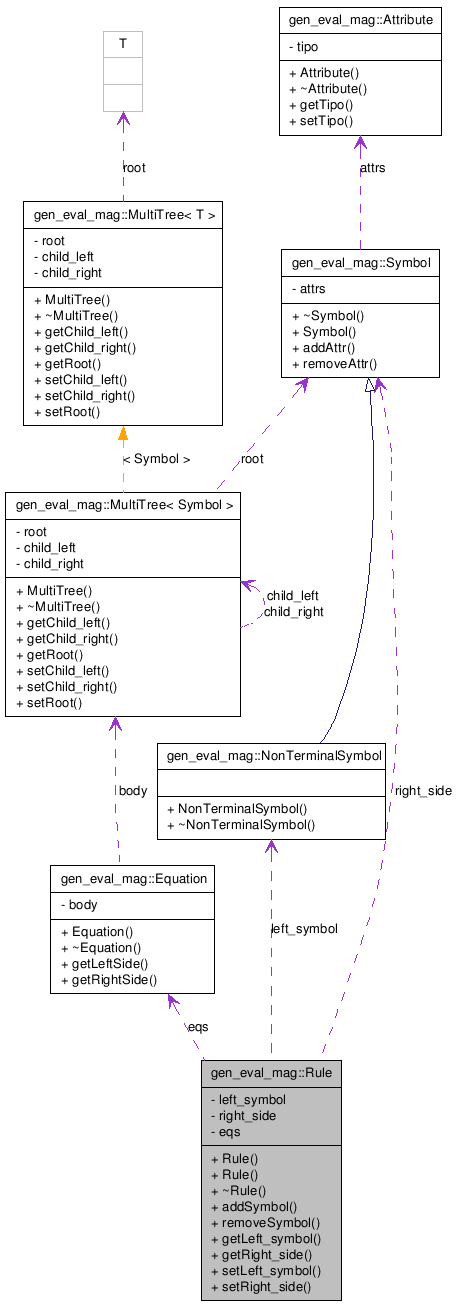 gen_eval_mag::Attribute
- tipo
+ Attribute()
+ ~Attribute()
+ getTipo()
+ setTipo()
T
root
attrs
gen_eval_mag::MultiTree< T >
- root
- child_left
- child_right
+ MultiTree()
+ ~MultiTree()
+ getChild_left()
+ getChild_right()
+ getRoot()
+ setChild_left()
+ setChild_right()
+ setRoot()
gen_eval_mag::Symbol
- attrs
+ ~Symbol()
+ Symbol()
+ addAttr()
+ removeAttr()
< Symbol >
root
gen_eval_mag::MultiTree< Symbol >
- root
- child_left
- child_right
+ MultiTree()
+ ~MultiTree()
+ getChild_left()
+ getChild_right()
+ getRoot()
+ setChild_left()
+ setChild_right()
+ setRoot()
child_left
child_right
gen_eval_mag::NonTerminalSymbol
+ NonTerminalSymbol()
+ ~NonTerminalSymbol()
body
right_side
gen_eval_mag::Equation
- body
+ Equation()
+ ~Equation()
+ getLeftSide()
+ getRightSide()
left_symbol
eqs
gen_eval_mag::Rule
- left_symbol
- right_side
- eqs
+ Rule()
+ Rule()
+ ~Rule()
+ addSymbol()
+ removeSymbol()
+ getLeft_symbol()
+ getRight_side()
+ setLeft_symbol()
+ setRight_side()